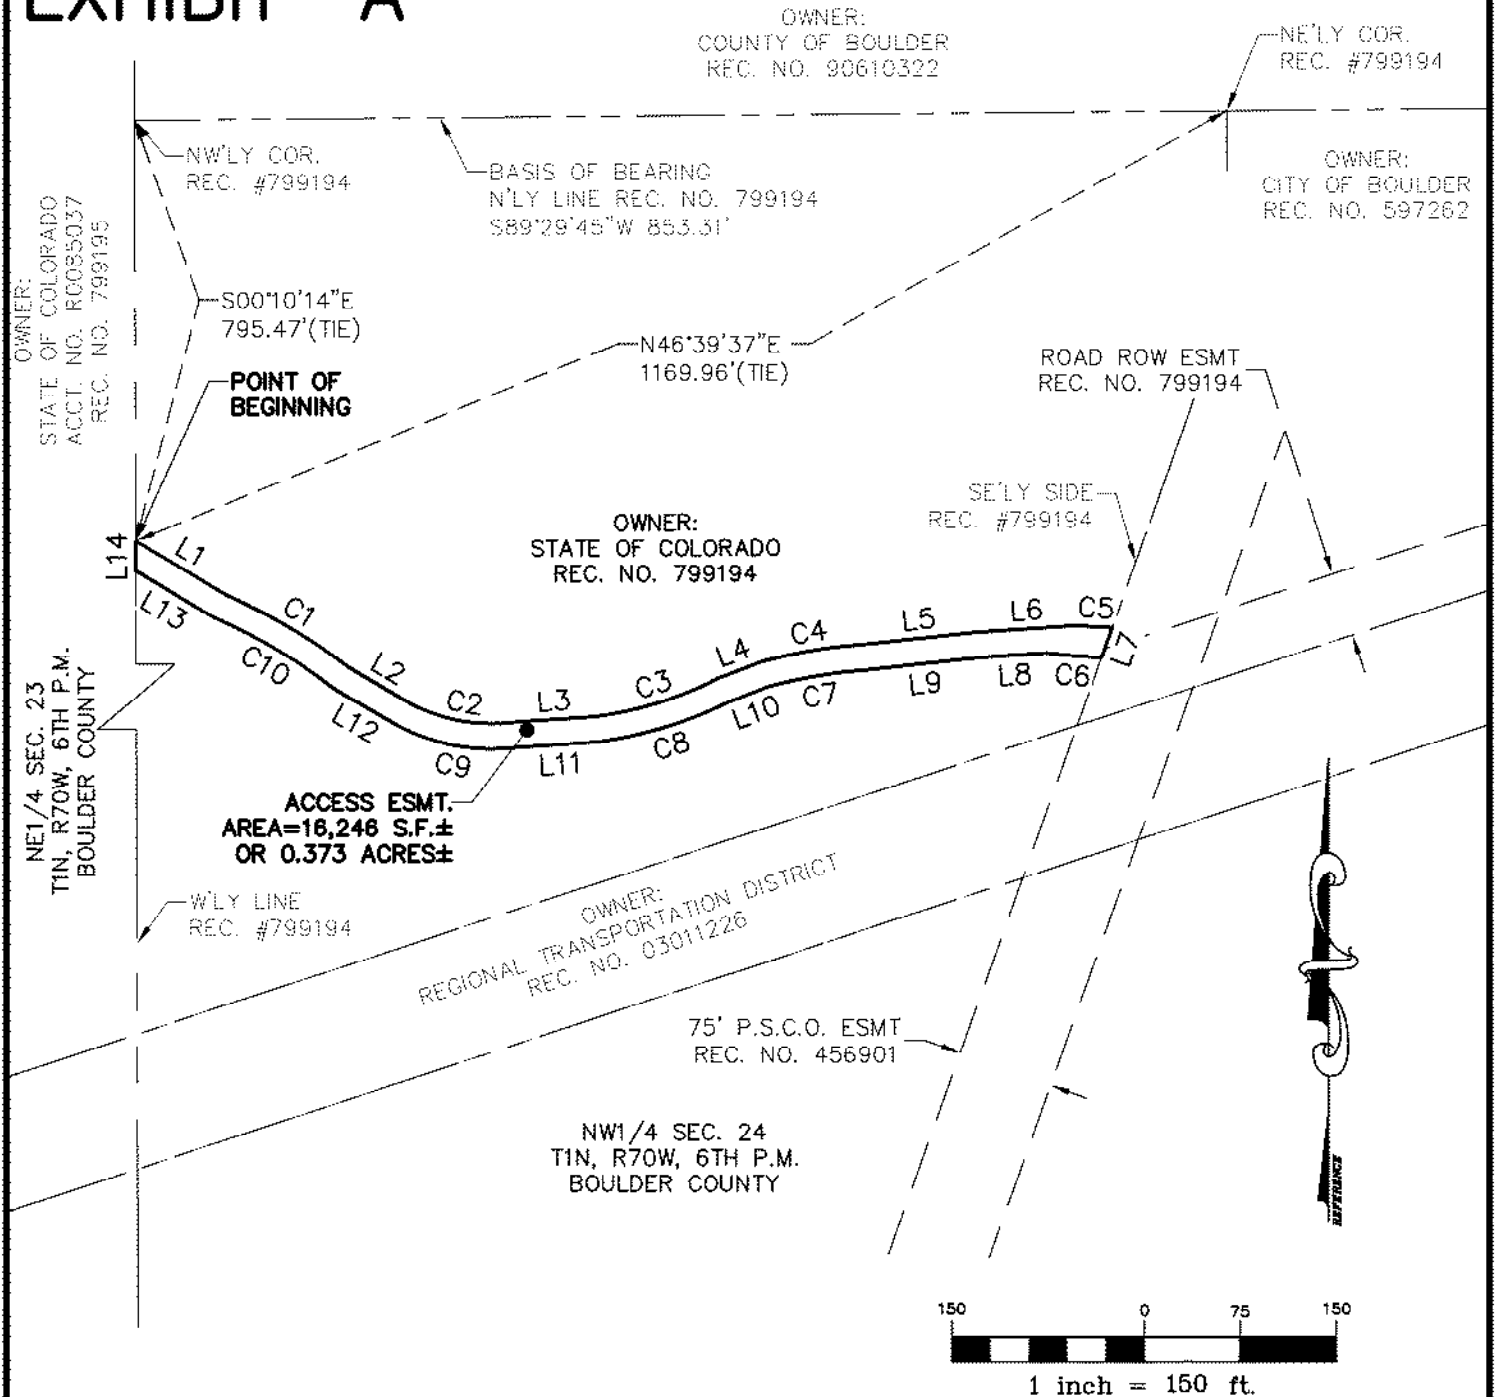 EXHIBIT "A"
OWNER:
COUNTY OF BOULDER
REC. NO. 90610322
NE'LY COR.
REC. #799194
NW'LY COR.
REC. #799194
BASIS OF BEARING
N'LY LINE REC. NO. 799194
S89°29'45"W 853.31'
OWNER:
CITY OF BOULDER
REC. NO. 597262
OWNER:
STATE OF COLORADO
ACCT. NO. R0085037
REC. NO. 799195
S00°10'14"E
795.47'(TIE)
N46°39'37"E
1169.96'(TIE)
ROAD ROW ESMT
REC. NO. 799194
POINT OF
BEGINNING
SE'LY SIDE
REC. #799194
OWNER:
STATE OF COLORADO
REC. NO. 799194
L14
L1
L13
C1
C10
L2
L12
C2
C9
L3
L11
C3
C8
L4
L10
C4
C7
L5
L9
L6
L8
C5
C6
L7
NE1/4 SEC. 23
T1N, R70W, 6TH P.M.
BOULDER COUNTY
ACCESS ESMT.
AREA=16,246 S.F.±
OR 0.373 ACRES±
W'LY LINE
REC. #799194
OWNER:
REGIONAL TRANSPORTATION DISTRICT
REC. NO. 03011226
75' P.S.C.O. ESMT
REC. NO. 456901
NW1/4 SEC. 24
T1N, R70W, 6TH P.M.
BOULDER COUNTY
REFERENCE
150 0 75 150
1 inch = 150 ft.